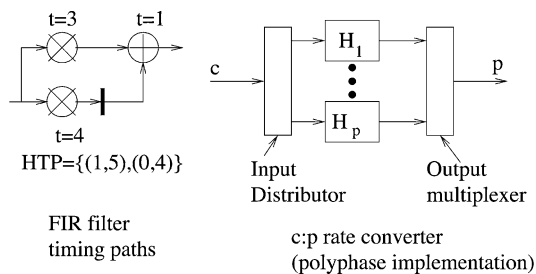 t=3
t=1
t=4
HTP={(1,5),(0,4)}
FIR filter
timing paths
c
H1
Hp
p
Input
Distributor
Output
multiplexer
c:p rate converter
(polyphase implementation)